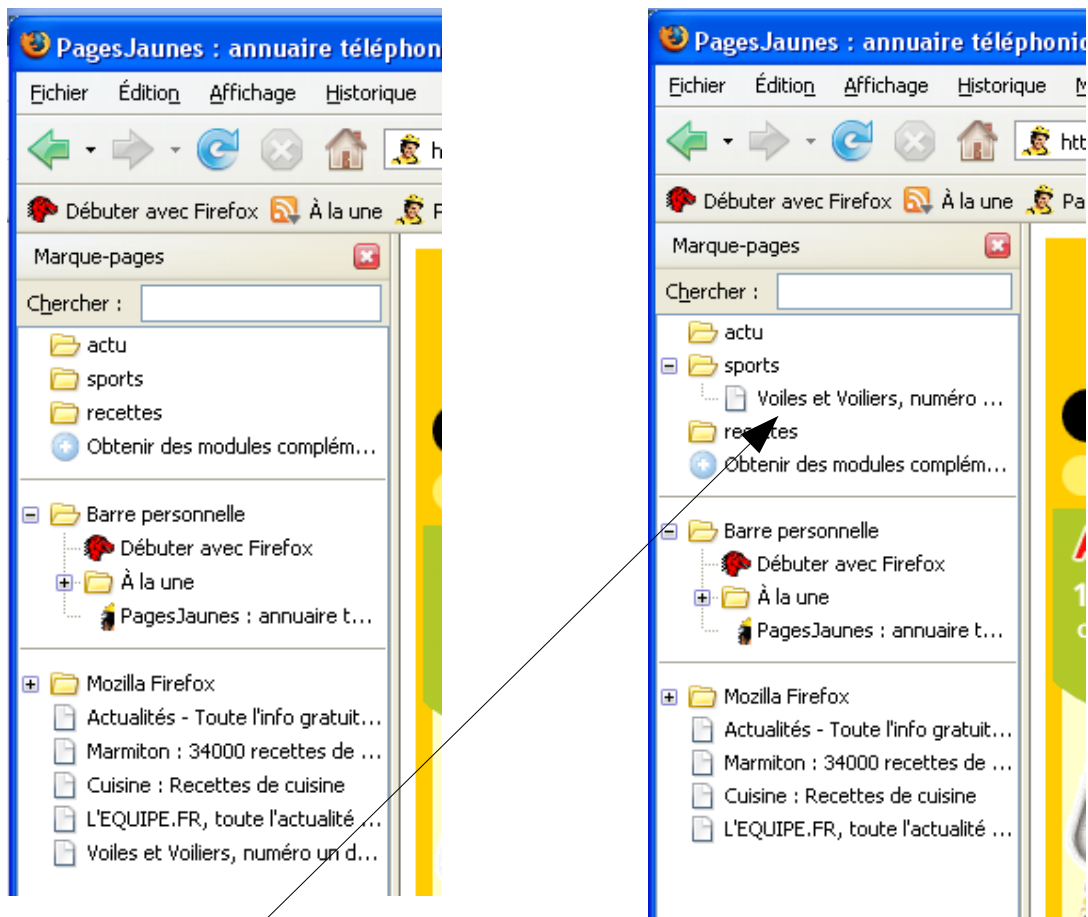 PagesJaunes : annuaire téléphon
Fichier Édition Affichage Historique
h
Débuter avec Firefox À la une P
Marque-pages
Chercher :
actu
sports
recettes
Obtenir des modules complém...
Barre personnelle
Débuter avec Firefox
À la une
PagesJaunes : annuaire t...
Mozilla Firefox
Actualités - Toute l'info gratuit...
Marmiton : 34000 recettes de ...
Cuisine : Recettes de cuisine
L'EQUIPE.FR, toute l'actualité ...
Voiles et Voiliers, numéro un d...
PagesJaunes : annuaire téléphonic
Fichier Édition Affichage Historique M
htt
Débuter avec Firefox À la une Pa
Marque-pages
Chercher :
actu
sports
Voiles et Voiliers, numéro ...
recettes
Obtenir des modules complém...
Barre personnelle
Débuter avec Firefox
À la une
PagesJaunes : annuaire t...
Mozilla Firefox
Actualités - Toute l'info gratuit...
Marmiton : 34000 recettes de ...
Cuisine : Recettes de cuisine
L'EQUIPE.FR, toute l'actualité ...
1